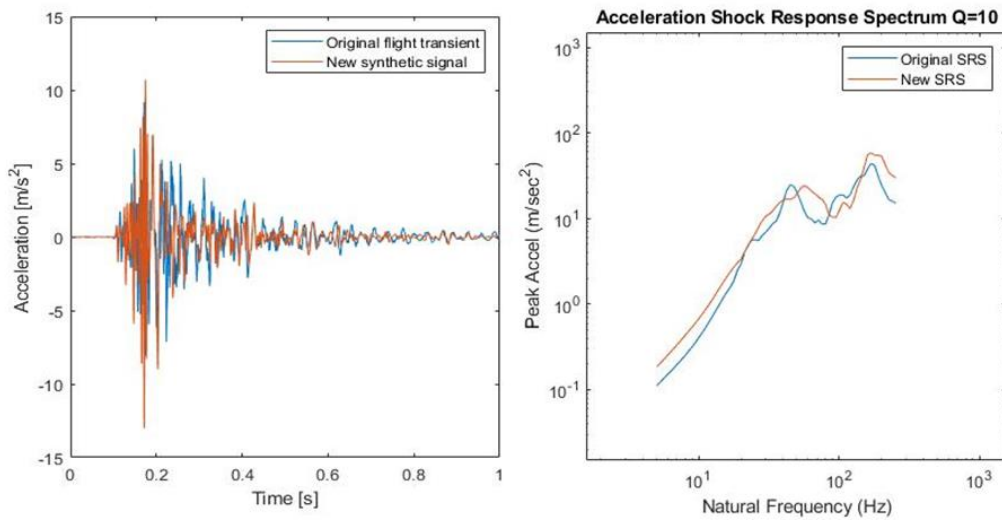 Original flight transient
New synthetic signal
Acceleration [m/s²]
15
10
5
0
-5
-10
-15
0
0.2
0.4
0.6
0.8
1
Time [s]
Acceleration Shock Response Spectrum Q=10
Original SRS
New SRS
Peak Accel (m/sec²)
10³
10²
10¹
10⁰
10⁻¹
10¹
10²
10³
Natural Frequency (Hz)